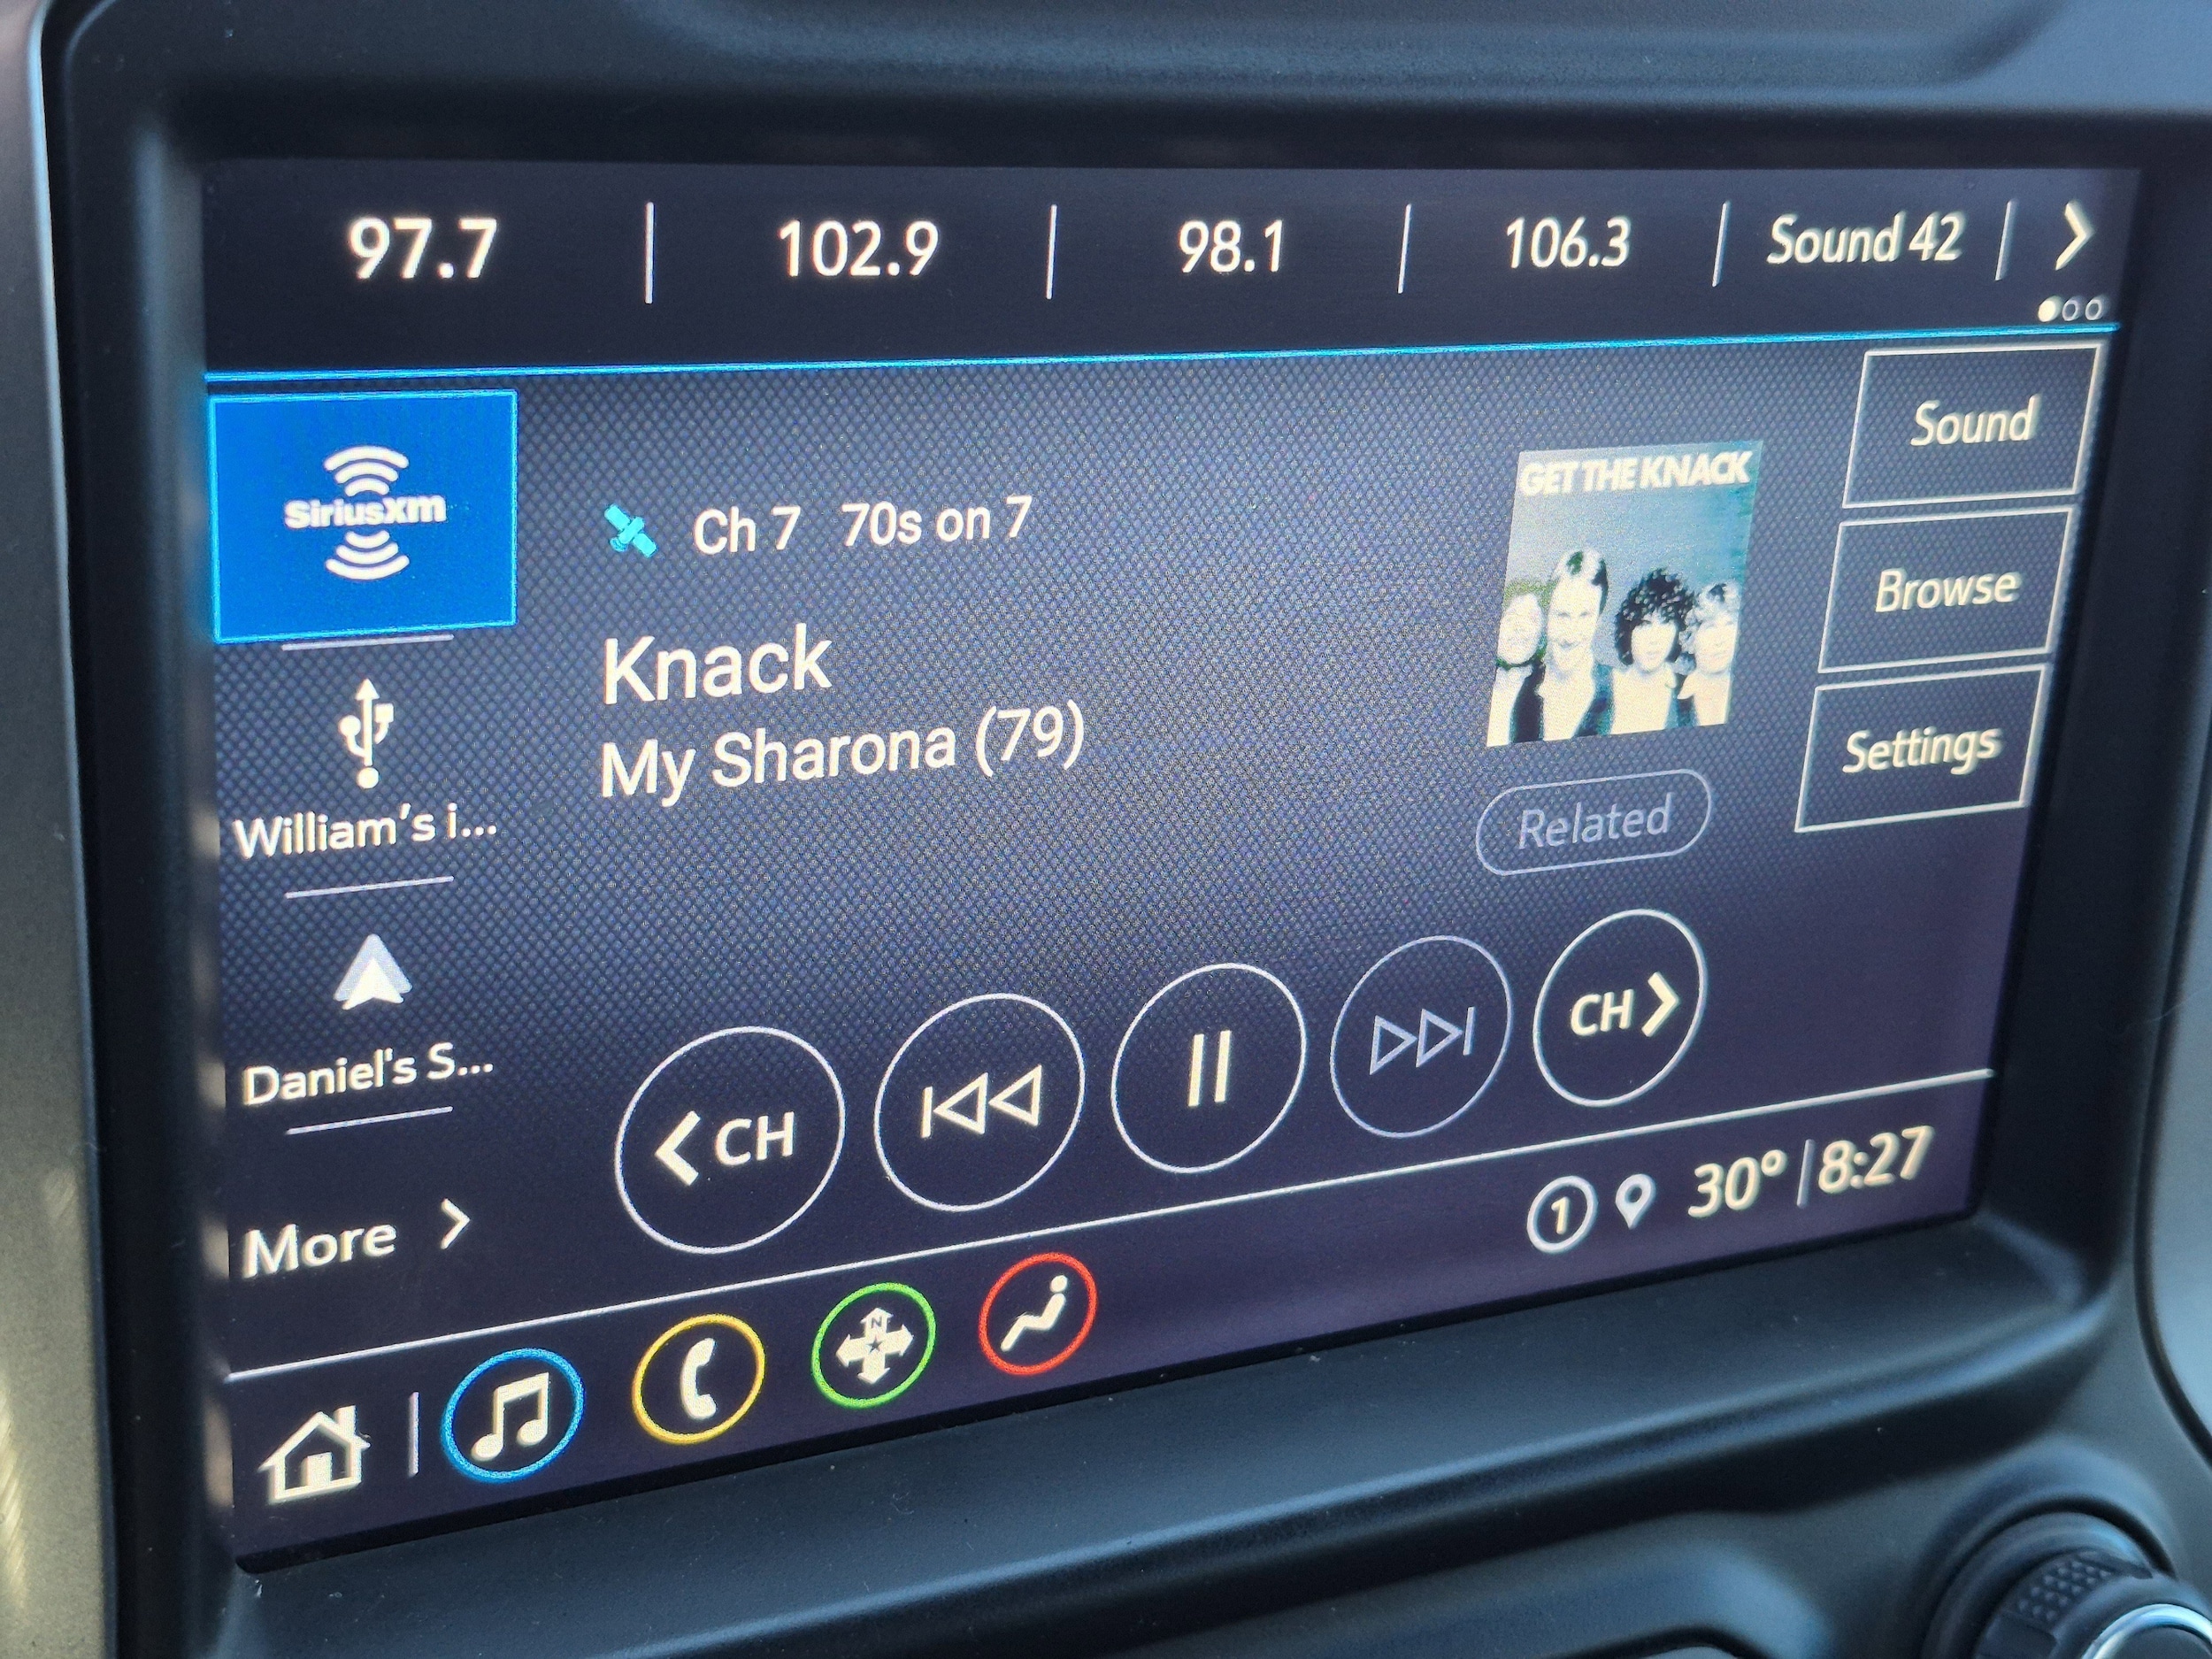 97.7 102.9 98.1 106.3 Sound 42
SiriusXm
Ch 7 70s on 7
GET THE KNACK
Sound
Knack
Browse
My Sharona (79)
Settings
William's i...
Related
Daniel's S...
CH
CH
More
1 30° 8:27
N